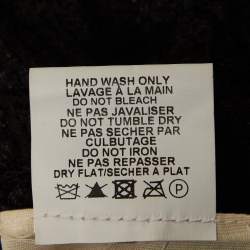 HAND WASH ONLY
LAVAGE À LA MAIN
DO NOT BLEACH
NE PAS JAVALISER
DO NOT TUMBLE DRY
NE PAS SECHER PAR
CULBUTAGE
DO NOT IRON
NE PAS REPASSER
DRY FLAT/SECHER A PLAT
P